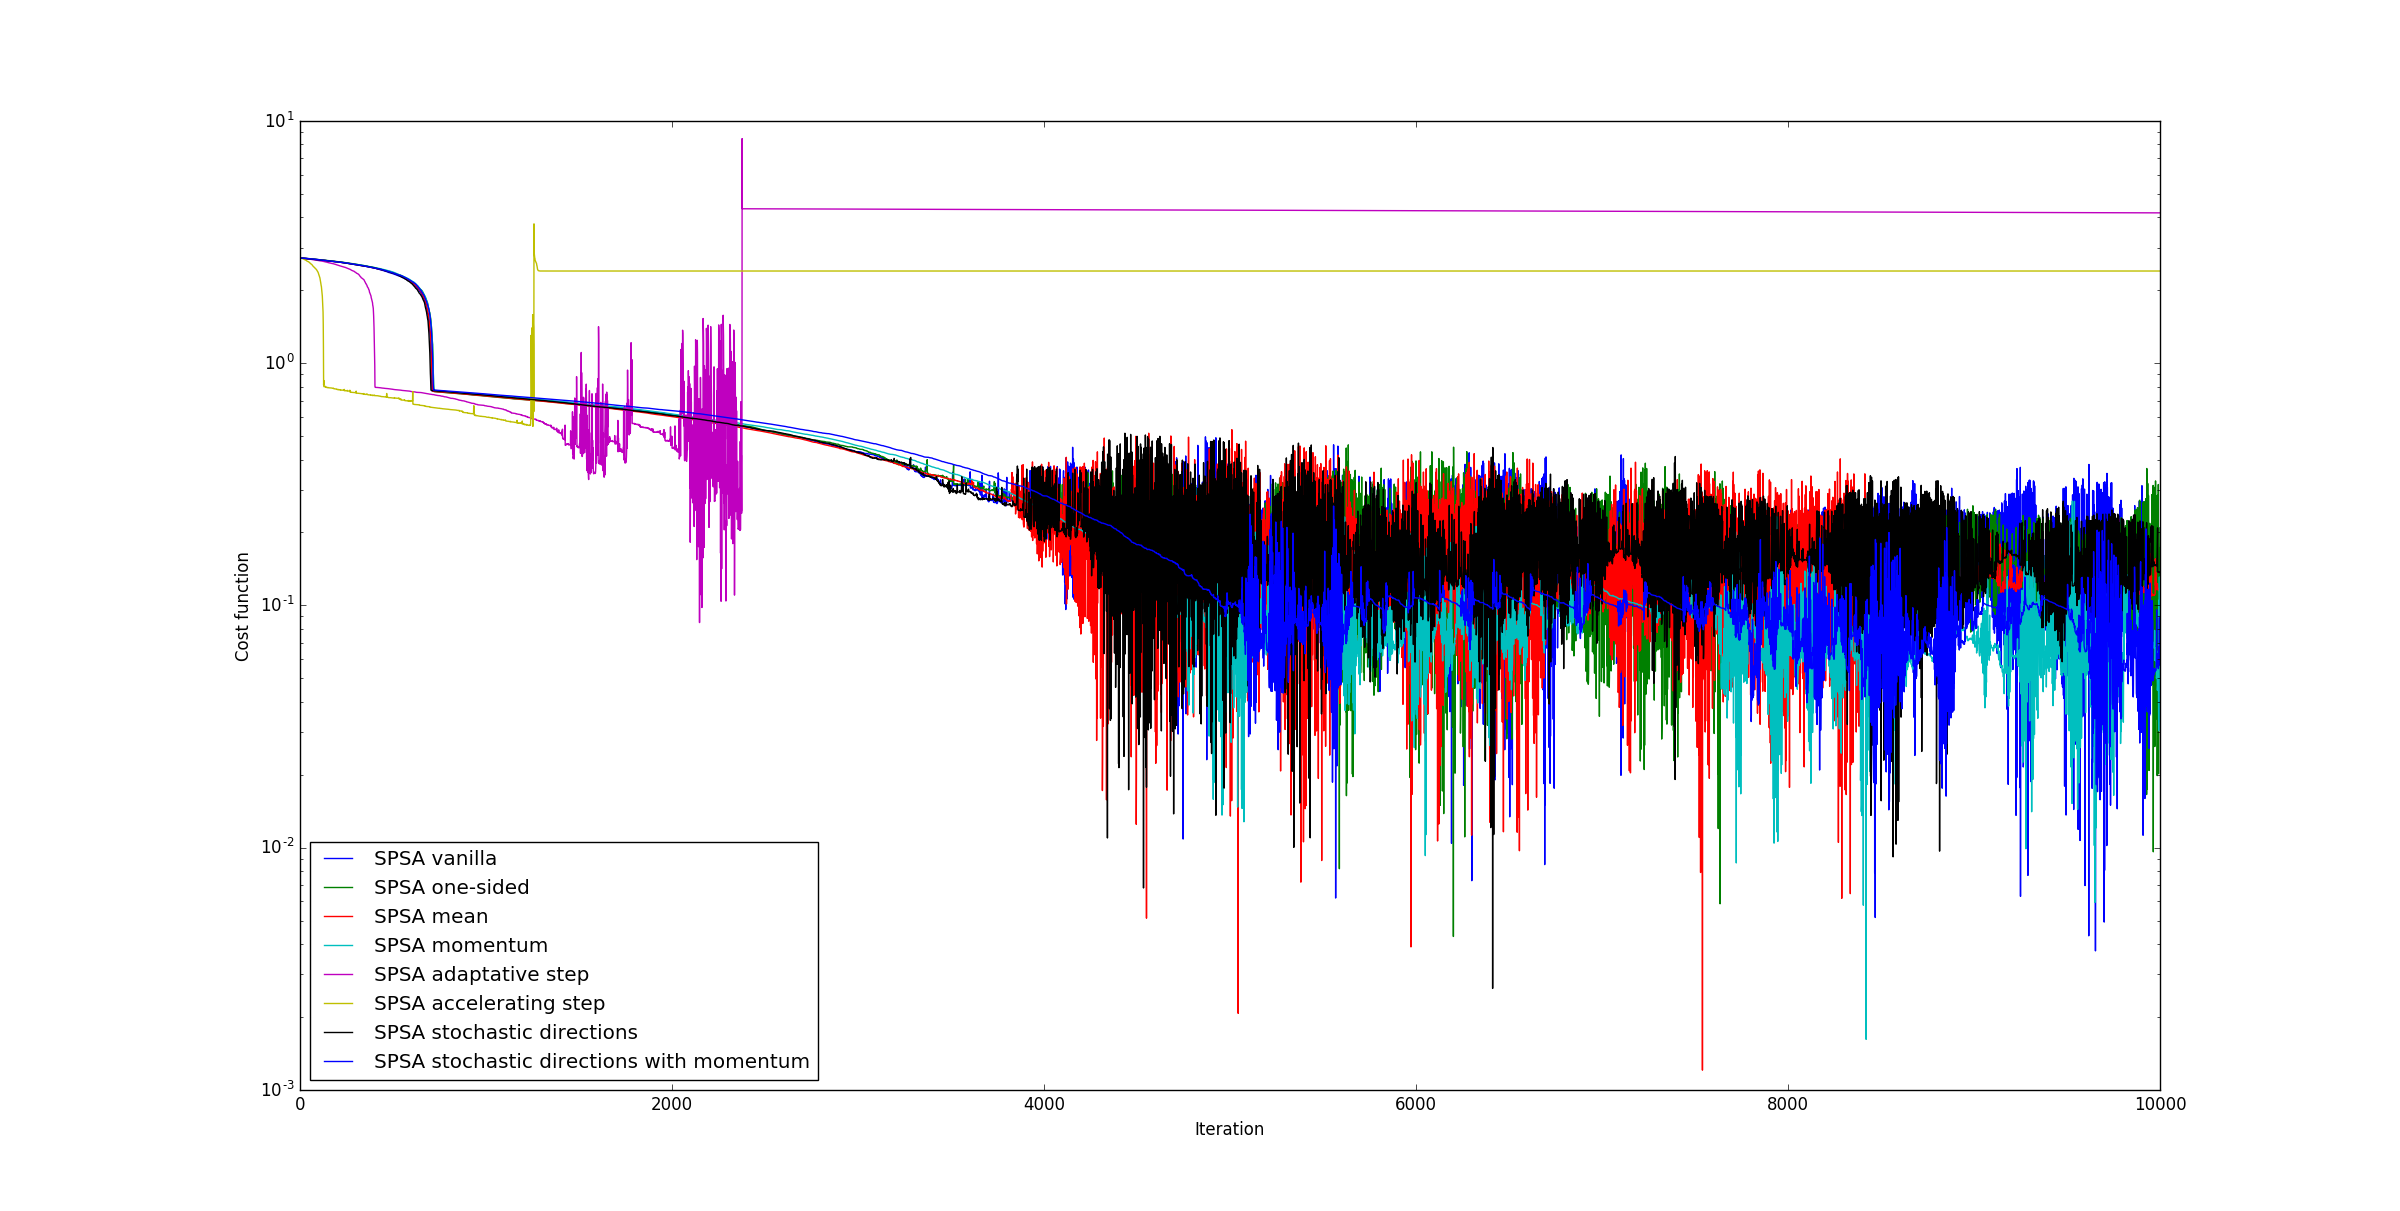 10^1
10^0
10^-1
10^-2
10^-3
Cost function
SPSA vanilla
SPSA one-sided
SPSA mean
SPSA momentum
SPSA adaptative step
SPSA accelerating step
SPSA stochastic directions
SPSA stochastic directions with momentum
0 2000 4000 6000 8000 10000
Iteration